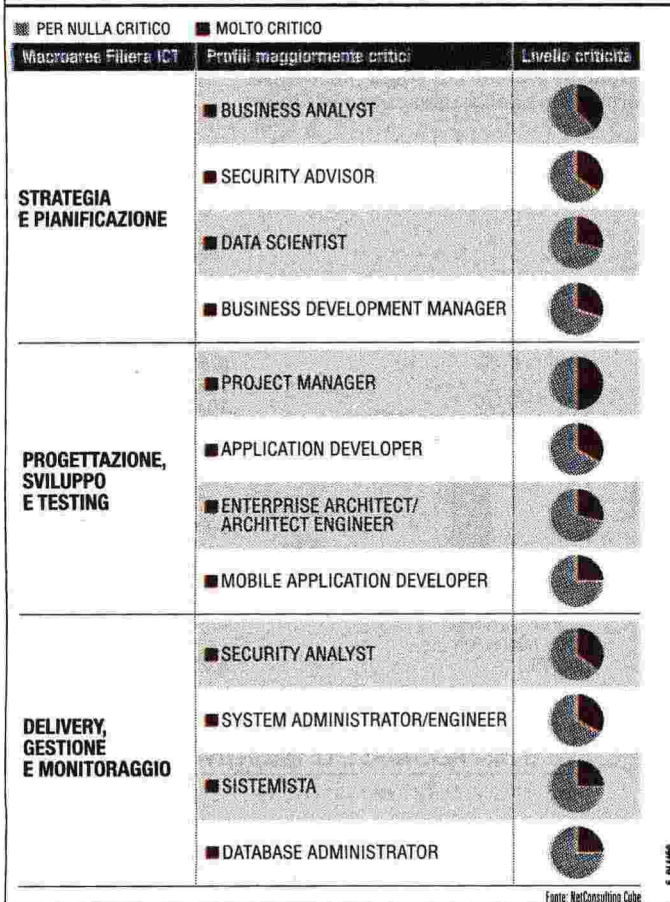 PER NULLA CRITICO MOLTO CRITICO
Macroaree Filiera ICT Profili maggiormente critici Livello criticità
STRATEGIA
E PIANIFICAZIONE
BUSINESS ANALYST
SECURITY ADVISOR
DATA SCIENTIST
BUSINESS DEVELOPMENT MANAGER
PROGETTAZIONE,
SVILUPPO
E TESTING
PROJECT MANAGER
APPLICATION DEVELOPER
ENTERPRISE ARCHITECT/
ARCHITECT ENGINEER
MOBILE APPLICATION DEVELOPER
DELIVERY,
GESTIONE
E MONITORAGGIO
SECURITY ANALYST
SYSTEM ADMINISTRATOR/ENGINEER
SISTEMISTA
DATABASE ADMINISTRATOR
Fonte: NetConsulting Cube